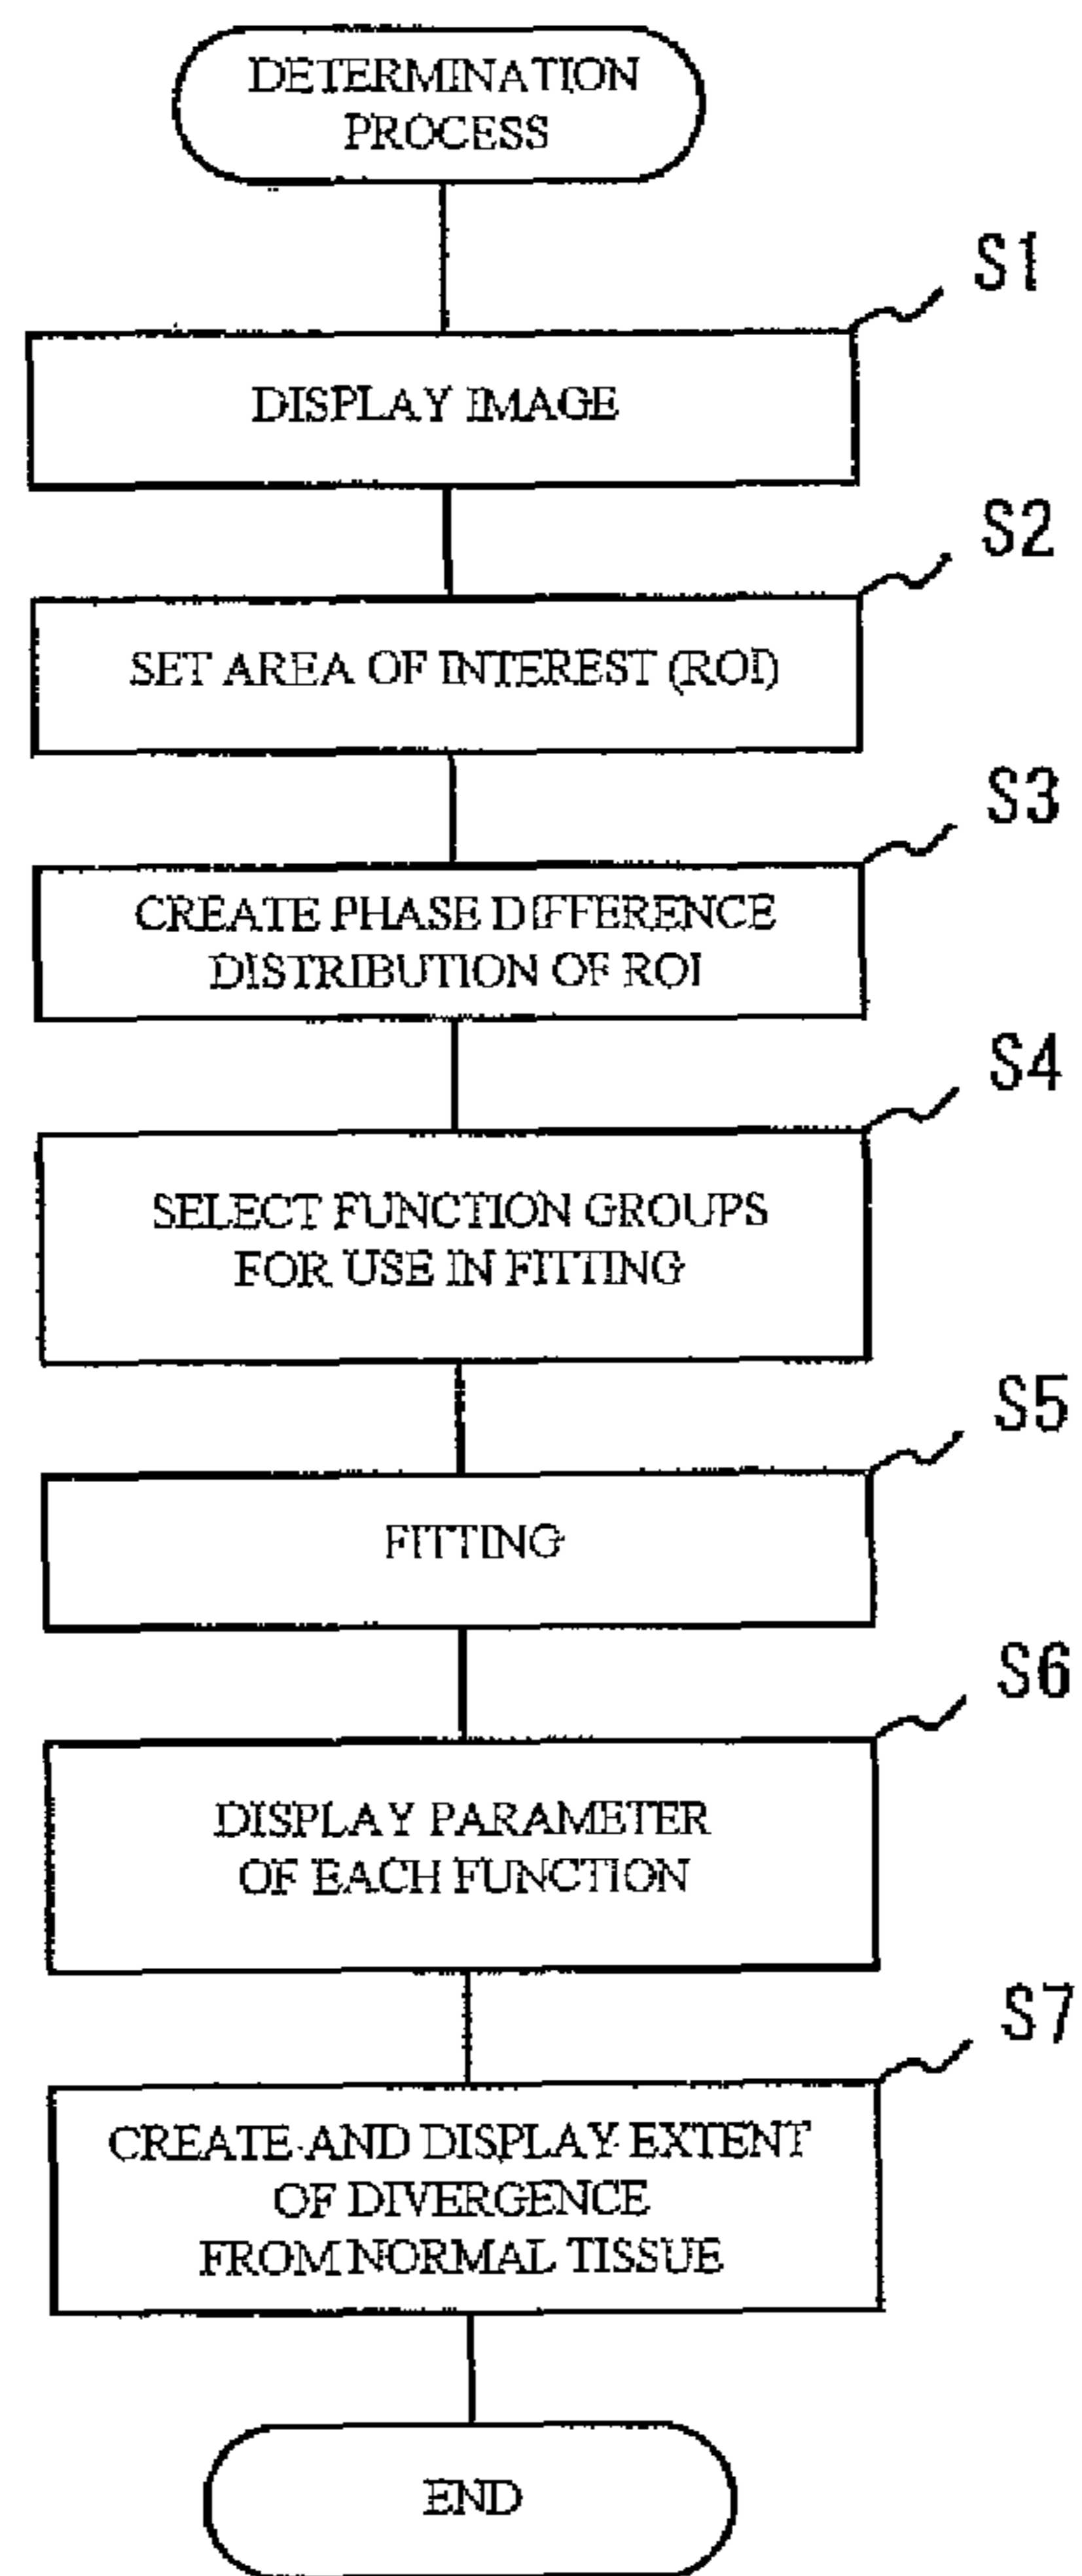 DETERMINATION
PROCESS
S1
DISPLAY IMAGE
S2
SET AREA OF INTEREST (ROI)
S3
CREATE PHASE DIFFERENCE
DISTRIBUTION OF ROI
S4
SELECT FUNCTION GROUPS
FOR USE IN FITTING
S5
FITTING
S6
DISPLAY PARAMETER
OF EACH FUNCTION
S7
CREATE AND DISPLAY EXTENT
OF DIVERGENCE
FROM NORMAL TISSUE
END